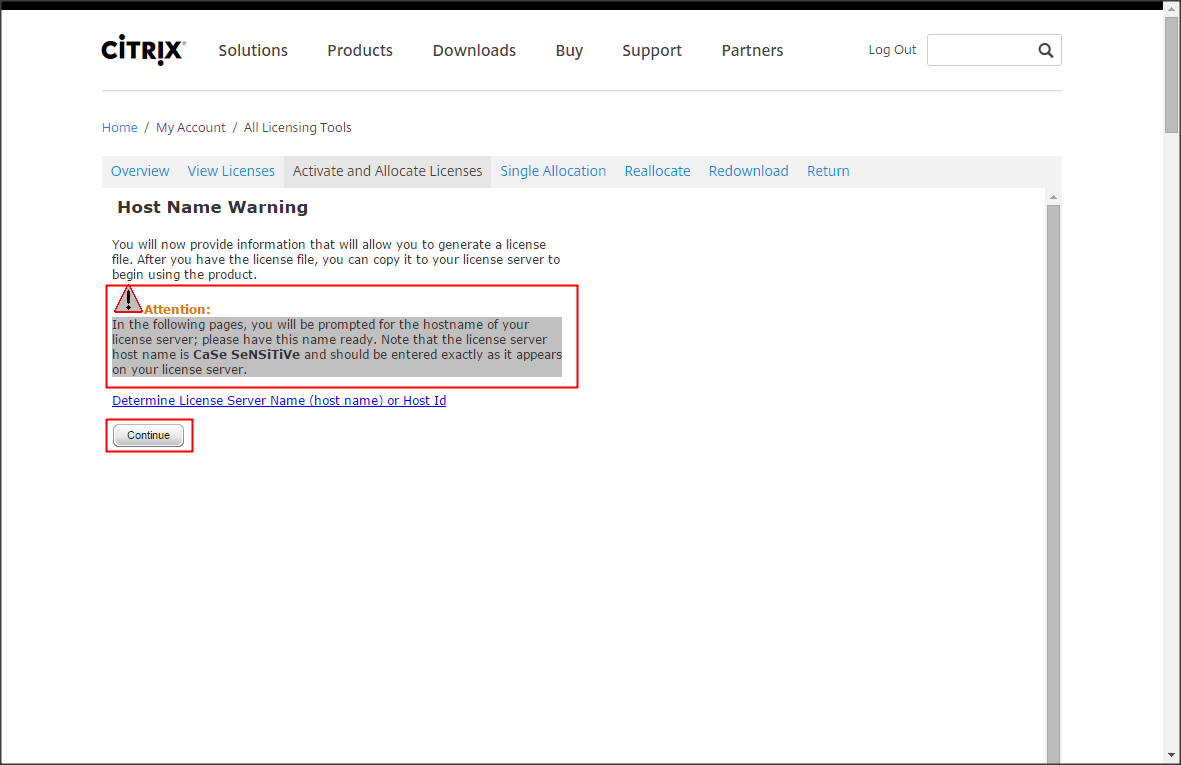 CİTRİX®
Solutions Products Downloads Buy Support Partners
Log Out
Home / My Account / All Licensing Tools
Overview View Licenses Activate and Allocate Licenses Single Allocation Reallocate Redownload Return
Host Name Warning
You will now provide information that will allow you to generate a license
file. After you have the license file, you can copy it to your license server to
begin using the product.
Attention:
In the following pages, you will be prompted for the hostname of your
license server; please have this name ready. Note that the license server
host name is CaSe SeNSiTiVe and should be entered exactly as it appears
on your license server.
Determine License Server Name (host name) or Host Id
Continue